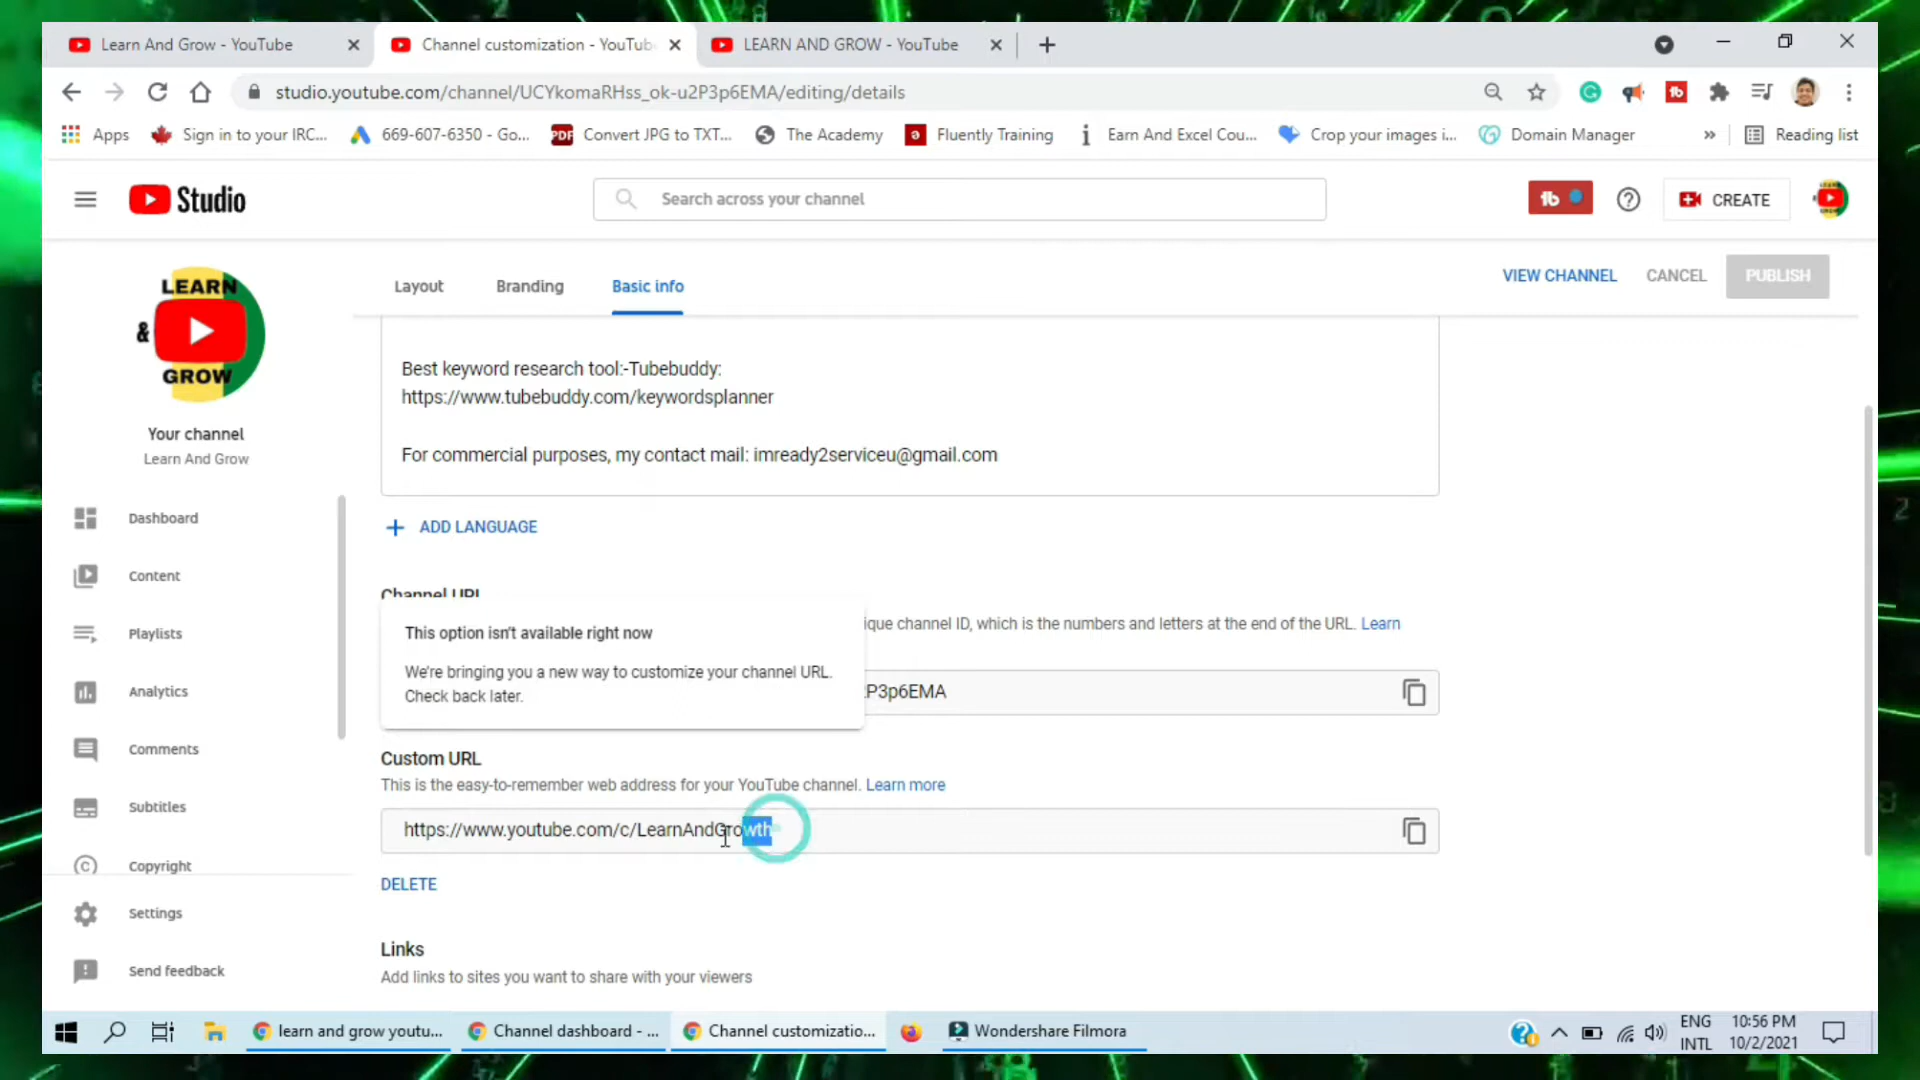 Learn And Grow - YouTube
Channel customization - YouTub
LEARN AND GROW - YouTube
studio.youtube.com/channel/UCYkomaRHss_ok-u2P3p6EMA/editing/details
Apps
Sign in to your IRC...
669-607-6350 - Go...
PDF
Convert JPG to TXT...
The Academy
Fluently Training
Earn And Excel Cou...
Crop your images i...
Domain Manager
»
Reading list
Studio
Search across your channel
CREATE
LEARN
&
GROW
Your channel
Learn And Grow
Dashboard
Content
Playlists
Analytics
Comments
Subtitles
Copyright
Settings
Send feedback
Layout
Branding
Basic info
VIEW CHANNEL
CANCEL
PUBLISH
Best keyword research tool:-Tubebuddy:
https://www.tubebuddy.com/keywordsplanner
For commercial purposes, my contact mail: imready2serviceu@gmail.com
ADD LANGUAGE
Channel URL
This option isn't available right now
We're bringing you a new way to customize your channel URL.
Check back later.
ique channel ID, which is the numbers and letters at the end of the URL. Learn
P3p6EMA
Custom URL
This is the easy-to-remember web address for your YouTube channel. Learn more
https://www.youtube.com/c/LearnAndGrowth
DELETE
Links
Add links to sites you want to share with your viewers
learn and grow youtu...
Channel dashboard - ...
Channel customizatio...
Wondershare Filmora
ENG
INTL
10:56 PM
10/2/2021